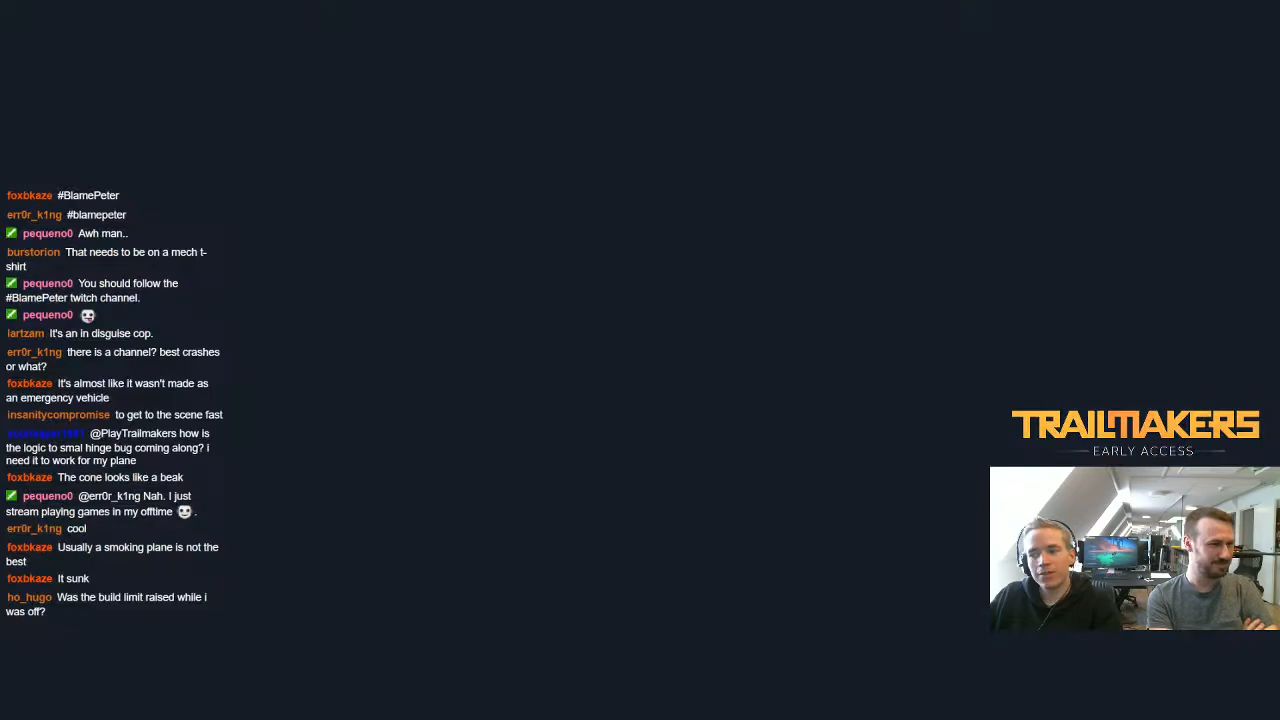 foxbkaze #BlamePeter
err0r_k1ng #blamepeter
pequeno0 Awh man..
burstorion That needs to be on a mech t-
shirt
pequeno0 You should follow the
#BlamePeter twitch channel.
pequeno0
lartzam It's an in disguise cop.
err0r_k1ng there is a channel? best crashes
or what?
foxbkaze It's almost like it wasn't made as
an emergency vehicle
insanitycompromise to get to the scene fast
@PlayTrailmakers how is
the logic to smal hinge bug coming along? i
need it to work for my plane
foxbkaze The cone looks like a beak
pequeno0 @err0r_k1ng Nah. I just
stream playing games in my offtime .
err0r_k1ng cool
foxbkaze Usually a smoking plane is not the
best
foxbkaze It sunk
ho_hugo Was the build limit raised while i
was off?
TRAILMAKERS
EARLY ACCESS